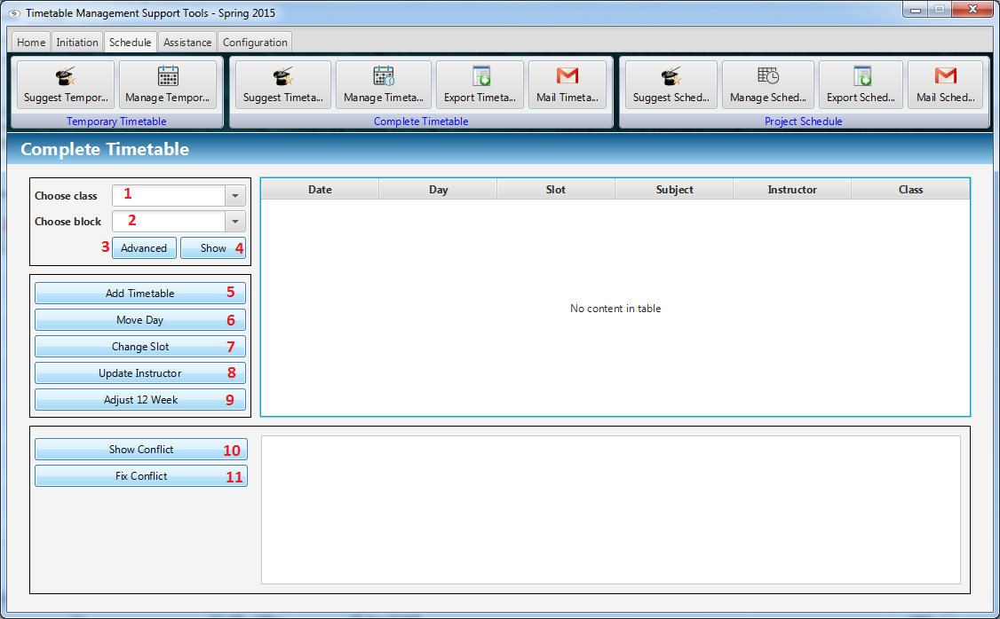 Timetable Management Support Tools - Spring 2015
Home Initiation Schedule Assistance Configuration
Suggest Tempor... Manage Tempor... Suggest Timeta... Manage Timeta... Export Timeta... Mail Timeta... Suggest Sched... Manage Sched... Export Sched... Mail Sched...
Temporary Timetable Complete Timetable Project Schedule
Complete Timetable
Choose class 1
Choose block 2
3 Advanced Show 4
Date Day Slot Subject Instructor Class
No content in table
Add Timetable 5
Move Day 6
Change Slot 7
Update Instructor 8
Adjust 12 Week 9
Show Conflict 10
Fix Conflict 11